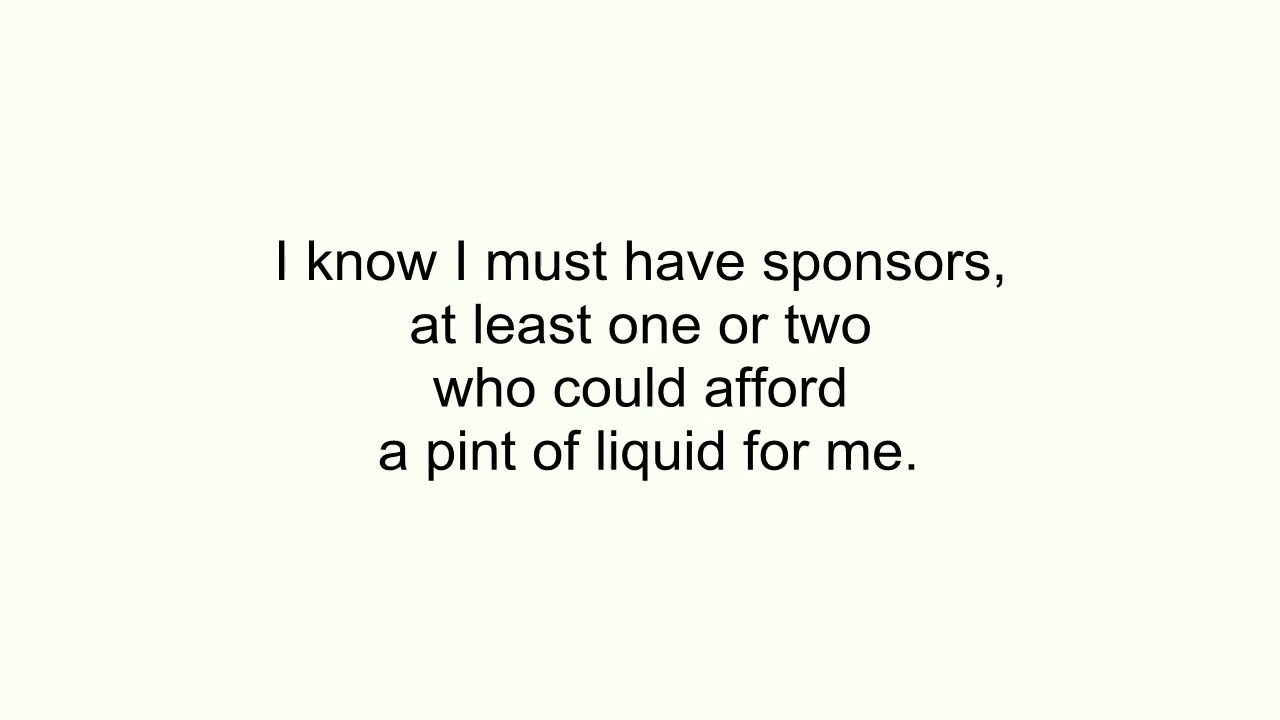 I know I must have sponsors,
at least one or two
who could afford
a pint of liquid for me.